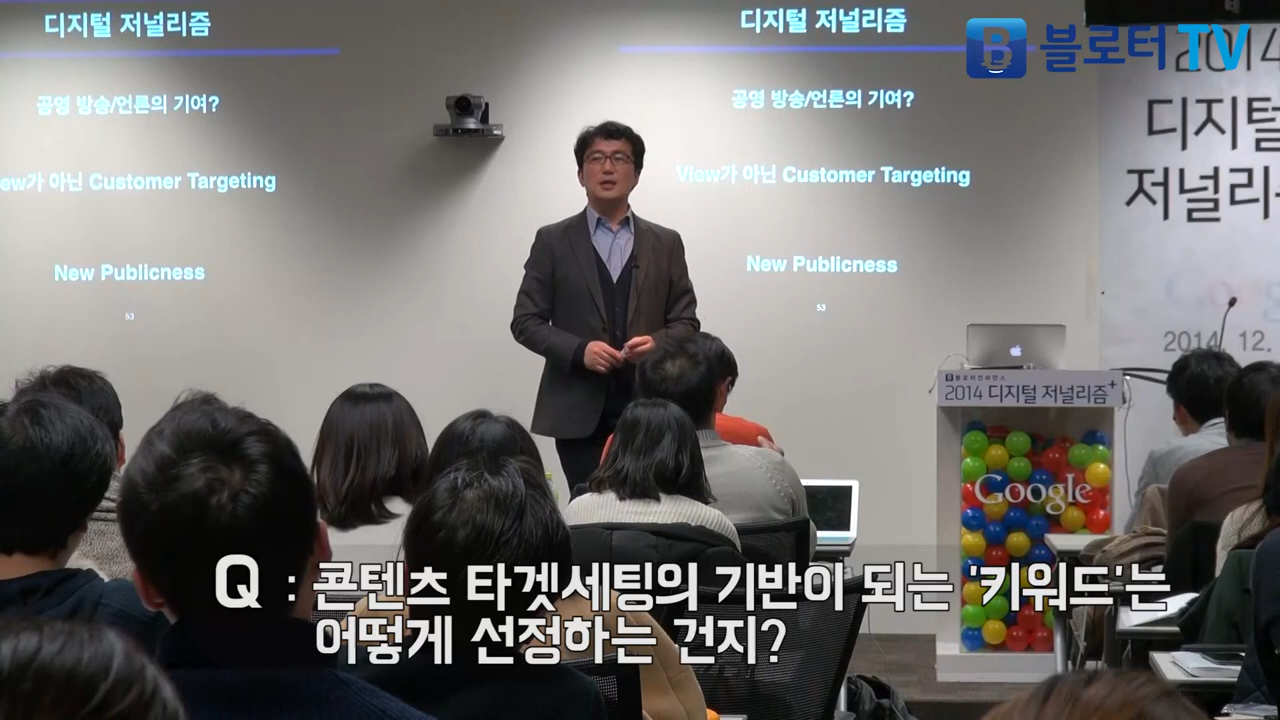 디지털 저널리즘
공영 방송/언론의 기여?
가 아닌 Customer Targeting
New Publicness
53
디지털 저널리즘
공영 방송/언론의 기여?
View가 아닌 Customer Targeting
New Publicness
53
B 블로터 TV
2014
디지털
저널리
2014. 12.
B 블로터컨퍼런스
2014 디지털 저널리즘+
Google
Q : 콘텐츠 타겟세팅의 기반이 되는 '키워드'는
어떻게 선정하는 건지?